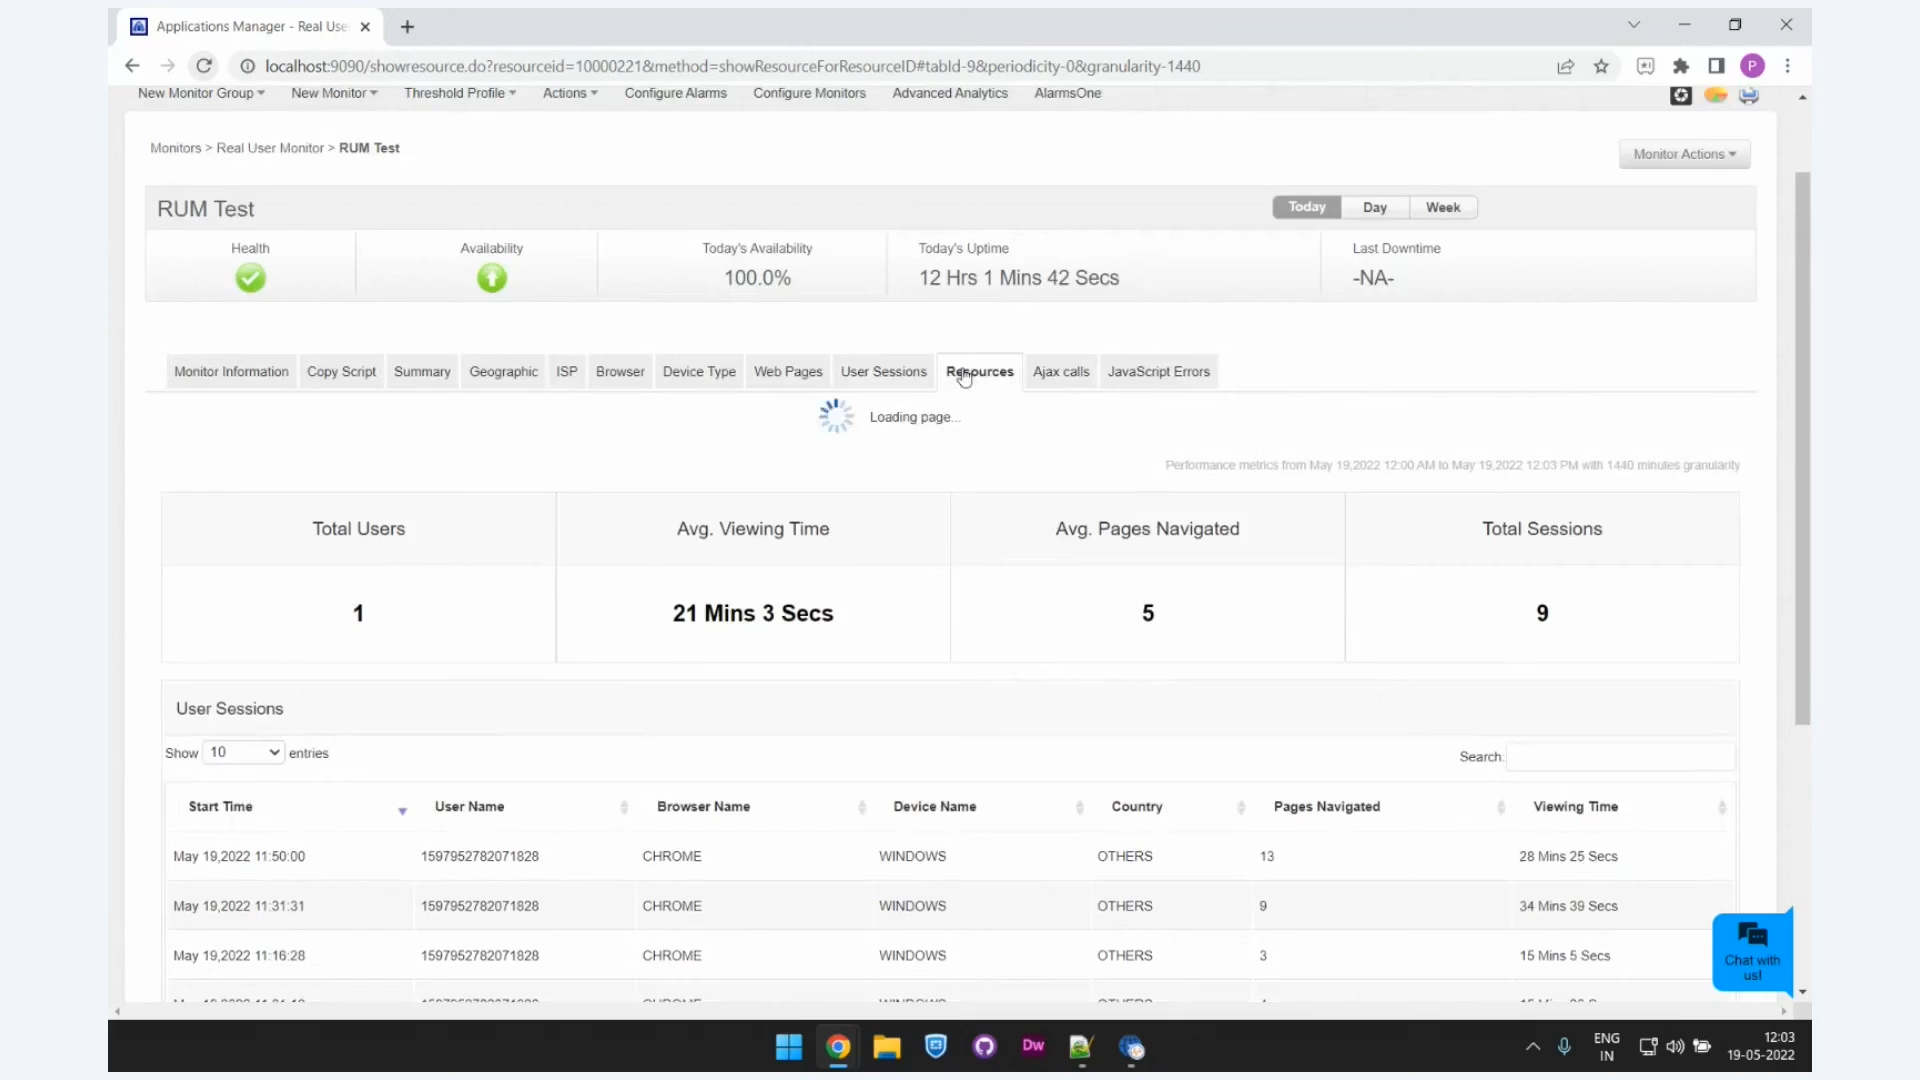 Applications Manager - Real Use
localhost:9090/showresource.do?resourceid=10000221&method=showResourceForResourceID#tabId-9&periodicity-0&granularity-1440
P
New Monitor Group New Monitor Threshold Profile Actions Configure Alarms Configure Monitors Advanced Analytics AlarmsOne
Monitors > Real User Monitor > RUM Test
Monitor Actions
RUM Test
Today Day Week
Health Availability Today's Availability Today's Uptime Last Downtime
100.0% 12 Hrs 1 Mins 42 Secs -NA-
Monitor Information Copy Script Summary Geographic ISP Browser Device Type Web Pages User Sessions Resources Ajax calls JavaScript Errors
Loading page...
Performance metrics from May 19,2022 12:00 AM to May 19,2022 12:03 PM with 1440 minutes granularity
Total Users Avg. Viewing Time Avg. Pages Navigated Total Sessions
1 21 Mins 3 Secs 5 9
User Sessions
Show 10 entries
Search:
Start Time User Name Browser Name Device Name Country Pages Navigated Viewing Time
May 19,2022 11:50:00 1597952782071828 CHROME WINDOWS OTHERS 13 28 Mins 25 Secs
May 19,2022 11:31:31 1597952782071828 CHROME WINDOWS OTHERS 9 34 Mins 39 Secs
May 19,2022 11:16:28 1597952782071828 CHROME WINDOWS OTHERS 3 15 Mins 5 Secs
Chat with
us!
Dw
ENG
IN
12:03
19-05-2022